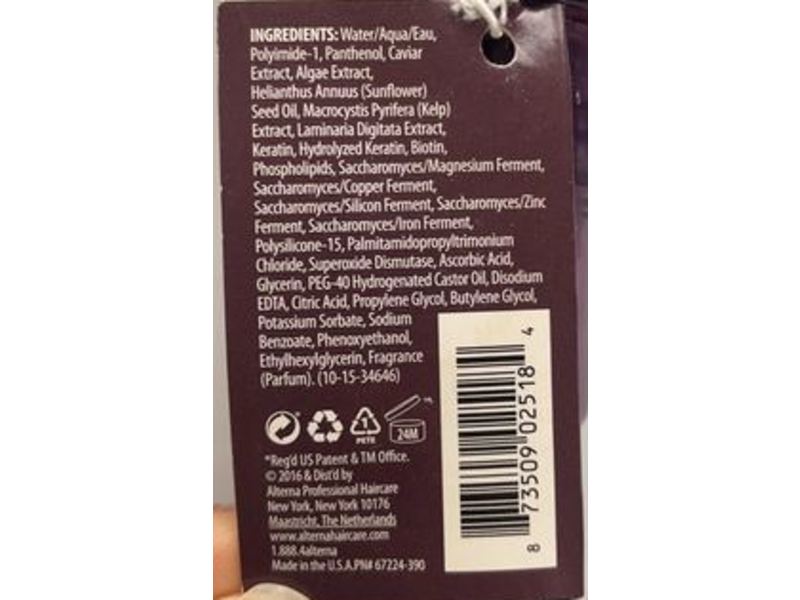 INGREDIENTS: Water/Aqua/Eau,
Polyimide-1, Panthenol, Caviar
Extract, Algae Extract,
Helianthus Annuus (Sunflower)
Seed Oil, Macrocystis Pyrifera (Kelp)
Extract, Laminaria Digitata Extract,
Keratin, Hydrolyzed Keratin, Biotin,
Phospholipids, Saccharomyces/Magnesium Ferment,
Saccharomyces/Copper Ferment,
Saccharomyces/Silicon Ferment, Saccharomyces/Zinc
Ferment, Saccharomyces/Iron Ferment,
Polysilicone-15, Palmitamidopropyltrimonium
Chloride, Superoxide Dismutase, Ascorbic Acid,
Glycerin, PEG-40 Hydrogenated Castor Oil, Disodium
EDTA, Citric Acid, Propylene Glycol, Butylene Glycol,
Potassium Sorbate, Sodium
Benzoate, Phenoxyethanol,
Ethylhexylglycerin, Fragrance
(Parfum). (10-15-34646)
1
PETE
24M
*Reg'd US Patent & TM Office.
© 2016 & Dist'd by
Alterna Professional Haircare
New York, New York 10176
Maastricht, The Netherlands
www.alternahaircare.com
1.888.4alterna
Made in the U.S.A.PN# 67224-390
8 73509 02518 4